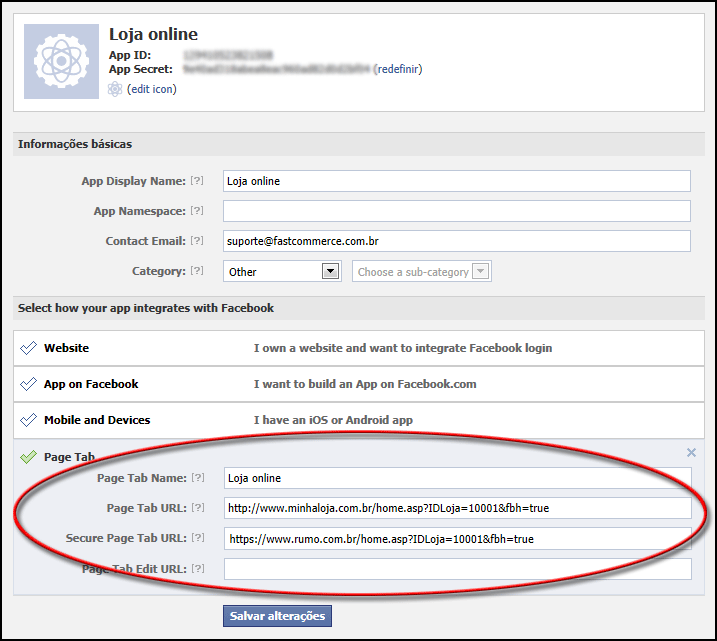 Loja online
App ID:
App Secret: (redefinir)
(edit icon)
Informações básicas
App Display Name: [?] Loja online
App Namespace: [?]
Contact Email: [?] suporte@fastcommerce.com.br
Category: [?] Other Choose a sub-category
Select how your app integrates with Facebook
Website I own a website and want to integrate Facebook login
App on Facebook I want to build an App on Facebook.com
Mobile and Devices I have an iOS or Android app
Page Tab
Page Tab Name: [?] Loja online
Page Tab URL: [?] http://www.minhaloja.com.br/home.asp?IDLoja=10001&fbh=true
Secure Page Tab URL: [?] https://www.rumo.com.br/home.asp?IDLoja=10001&fbh=true
Page Tab Edit URL: [?]
Salvar alterações